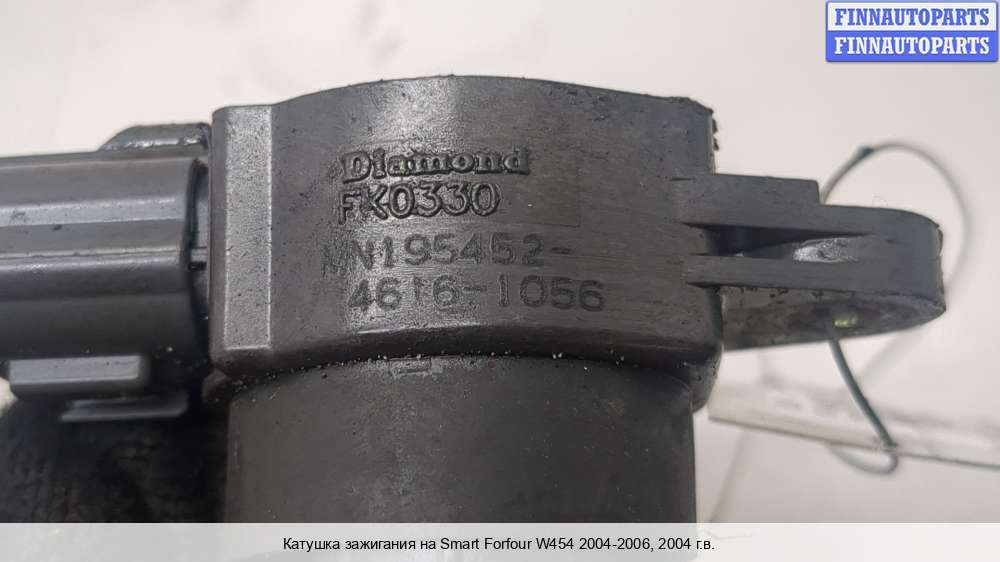 FINNAUTOPARTS
FINNAUTOPARTS
Diamond
FK0330
MN195452-
4616-1056
Катушка зажигания на Smart Forfour W454 2004-2006, 2004 г.в.